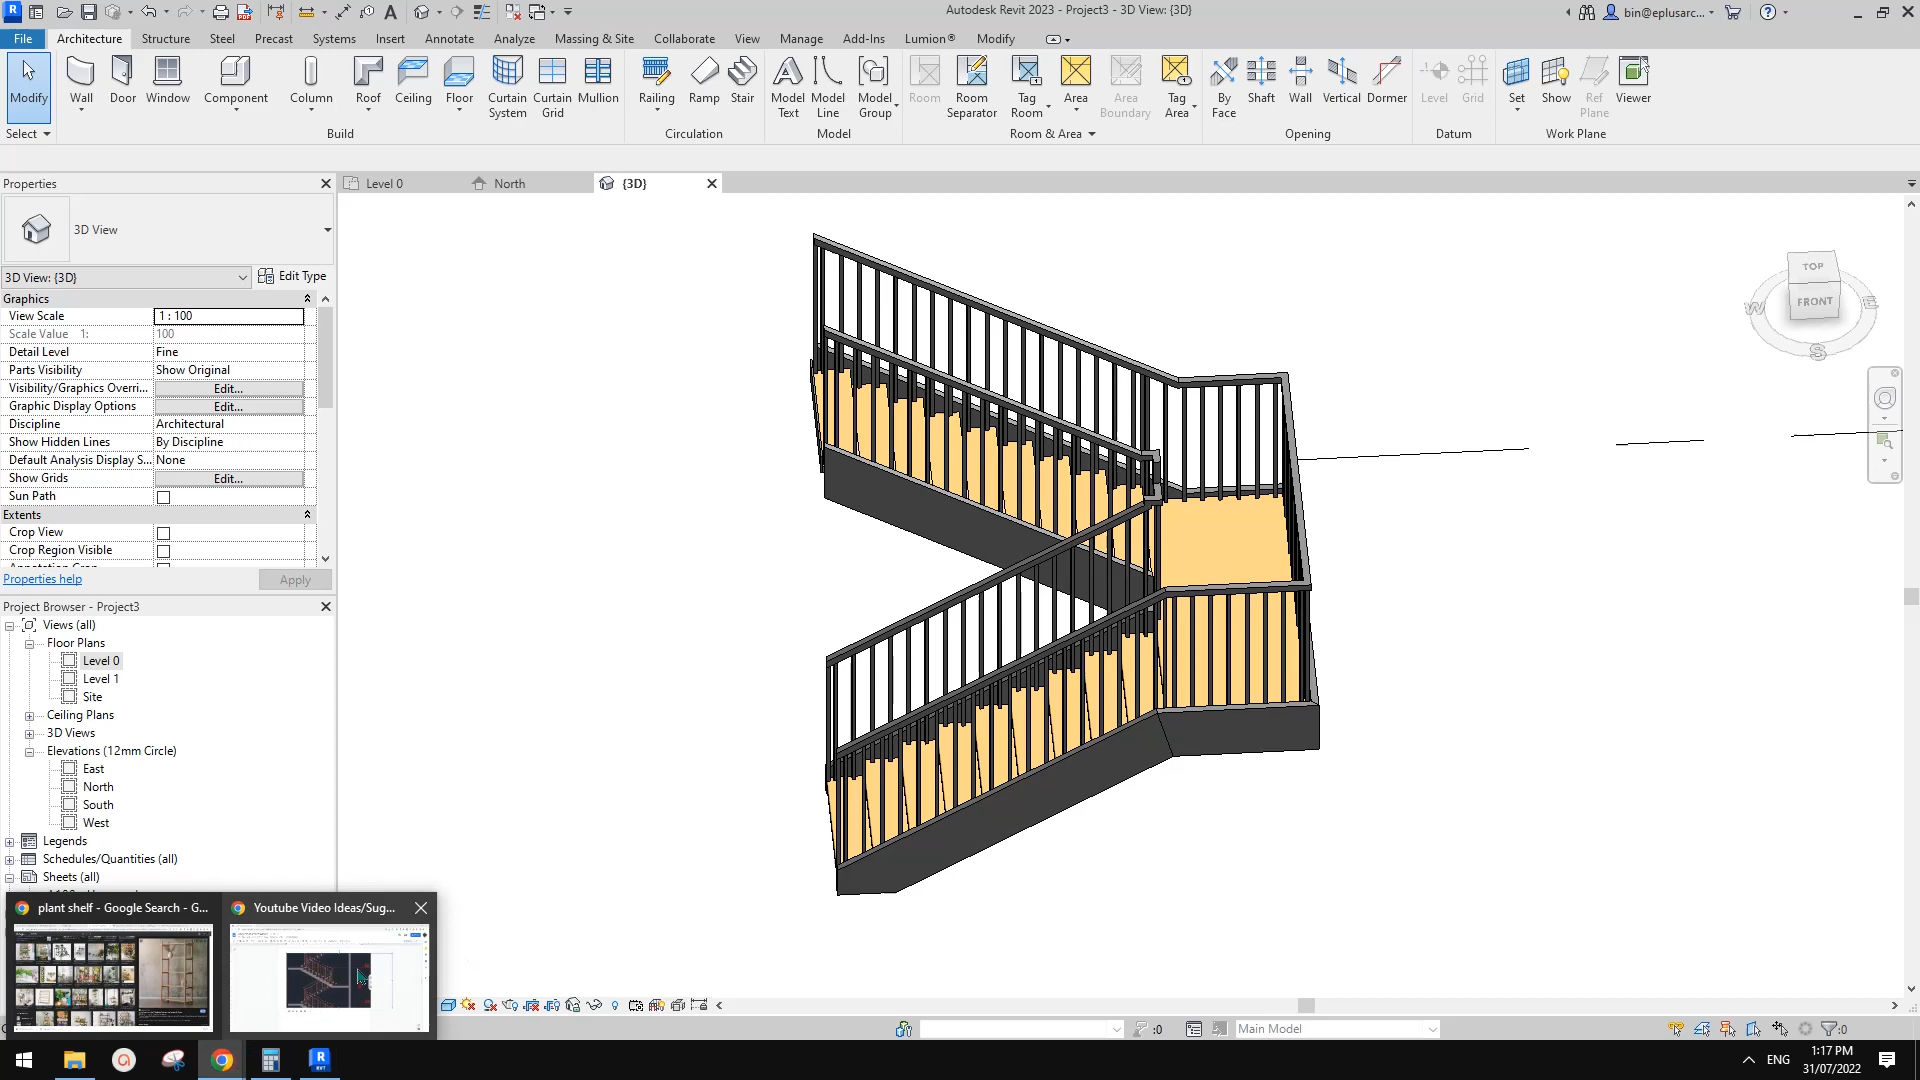 Autodesk Revit 2023 - Project3 - 3D View: {3D}
bin@eplusarc...
File Architecture Structure Steel Precast Systems Insert Annotate Analyze Massing & Site Collaborate View Manage Add-Ins Lumion® Modify
Modify Wall Door Window Component Column Roof Ceiling Floor Curtain System Curtain Grid Mullion Railing Ramp Stair Model Text Model Line Model Group Room Room Separator Tag Room Area Area Boundary Tag Area By Face Shaft Wall Vertical Dormer Level Grid Set Show Ref Plane Viewer
Select Build Circulation Model Room & Area Opening Datum Work Plane
Properties
Level 0 North {3D}
3D View
3D View: {3D} Edit Type
Graphics
View Scale 1 : 100
Scale Value 1: 100
Detail Level Fine
Parts Visibility Show Original
Visibility/Graphics Overri... Edit...
Graphic Display Options Edit...
Discipline Architectural
Show Hidden Lines By Discipline
Default Analysis Display S... None
Show Grids Edit...
Sun Path
Extents
Crop View
Crop Region Visible
Properties help Apply
TOP
FRONT
W E
S
Project Browser - Project3
Views (all)
Floor Plans
Level 0
Level 1
Site
Ceiling Plans
3D Views
Elevations (12mm Circle)
East
North
South
West
Legends
Schedules/Quantities (all)
Sheets (all)
plant shelf - Google Search - G...
Youtube Video Ideas/Sug...
:0
Main Model
:0
ENG
1:17 PM
31/07/2022